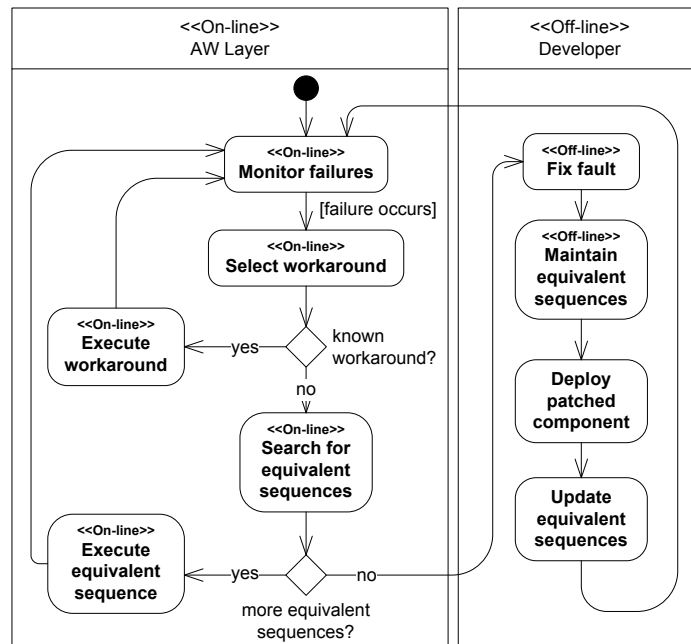 <<On-line>>
AW Layer
<<Off-line>>
Developer
<<On-line>>
Monitor failures
[failure occurs]
<<On-line>>
Select workaround
known
workaround?
yes
<<On-line>>
Execute
workaround
no
<<On-line>>
Search for
equivalent
sequences
<<On-line>>
Execute
equivalent
sequence
yes
no
more equivalent
sequences?
<<Off-line>>
Fix fault
<<Off-line>>
Maintain
equivalent
sequences
Deploy
patched
component
Update
equivalent
sequences